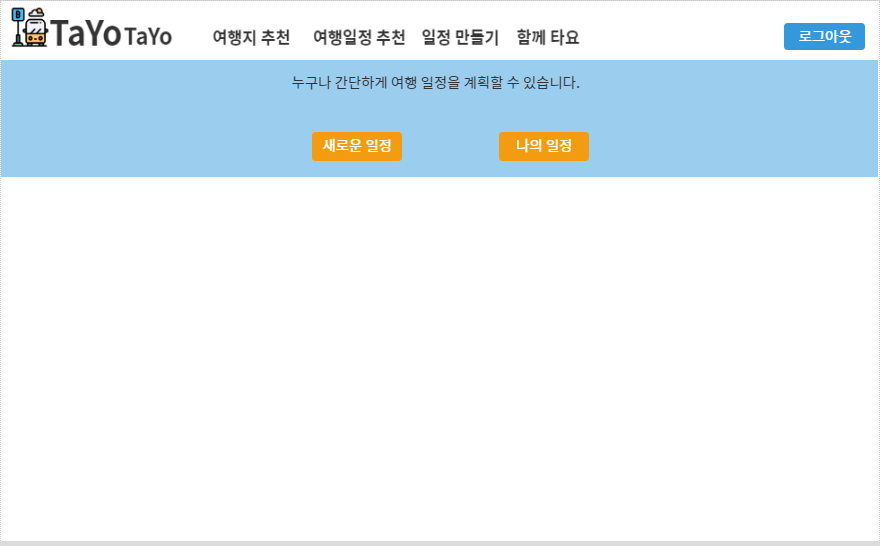 B
TaYo TaYo
여행지 추천 여행일정 추천 일정 만들기 함께 타요
로그아웃
누구나 간단하게 여행 일정을 계획할 수 있습니다.
새로운 일정 나의 일정